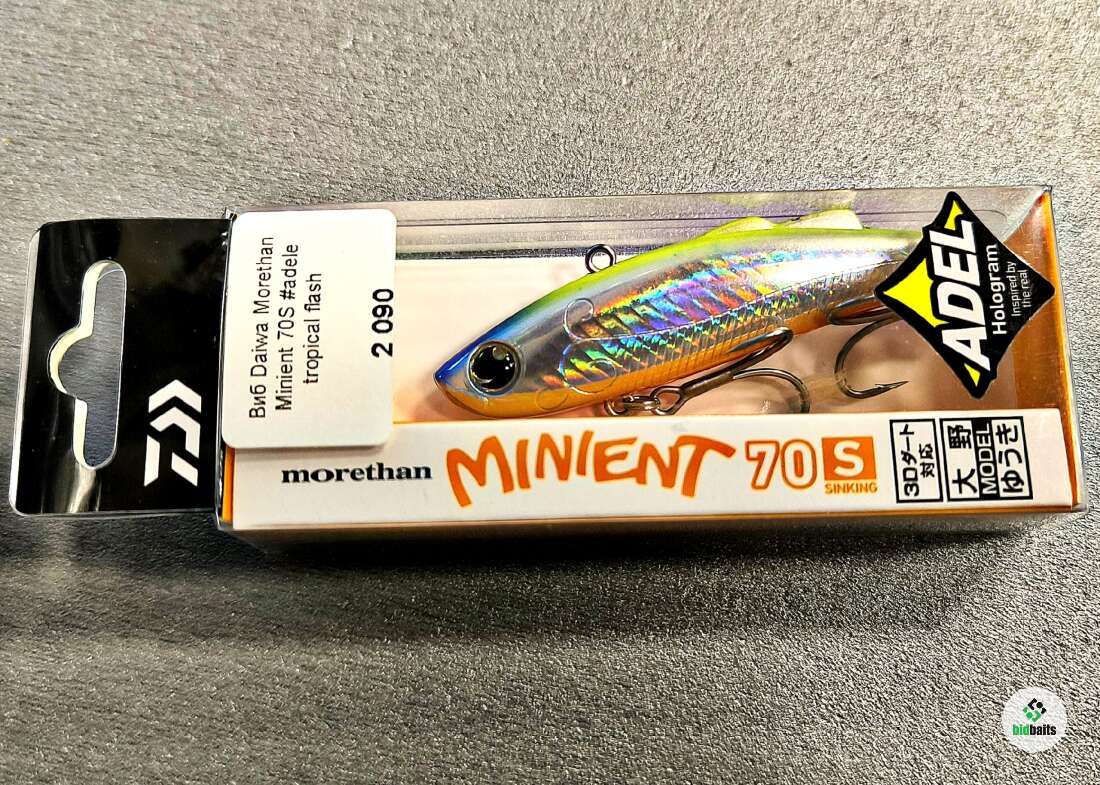 Виб Daiwa Morethan
Minient 70S #adele
tropical flash
2 090
ADEL
Hologram
Inspired by
the real
morethan MINIENT 70 S
SINKING
3Dダート
対応
大野
MODEL
ゆうき
bidbaits